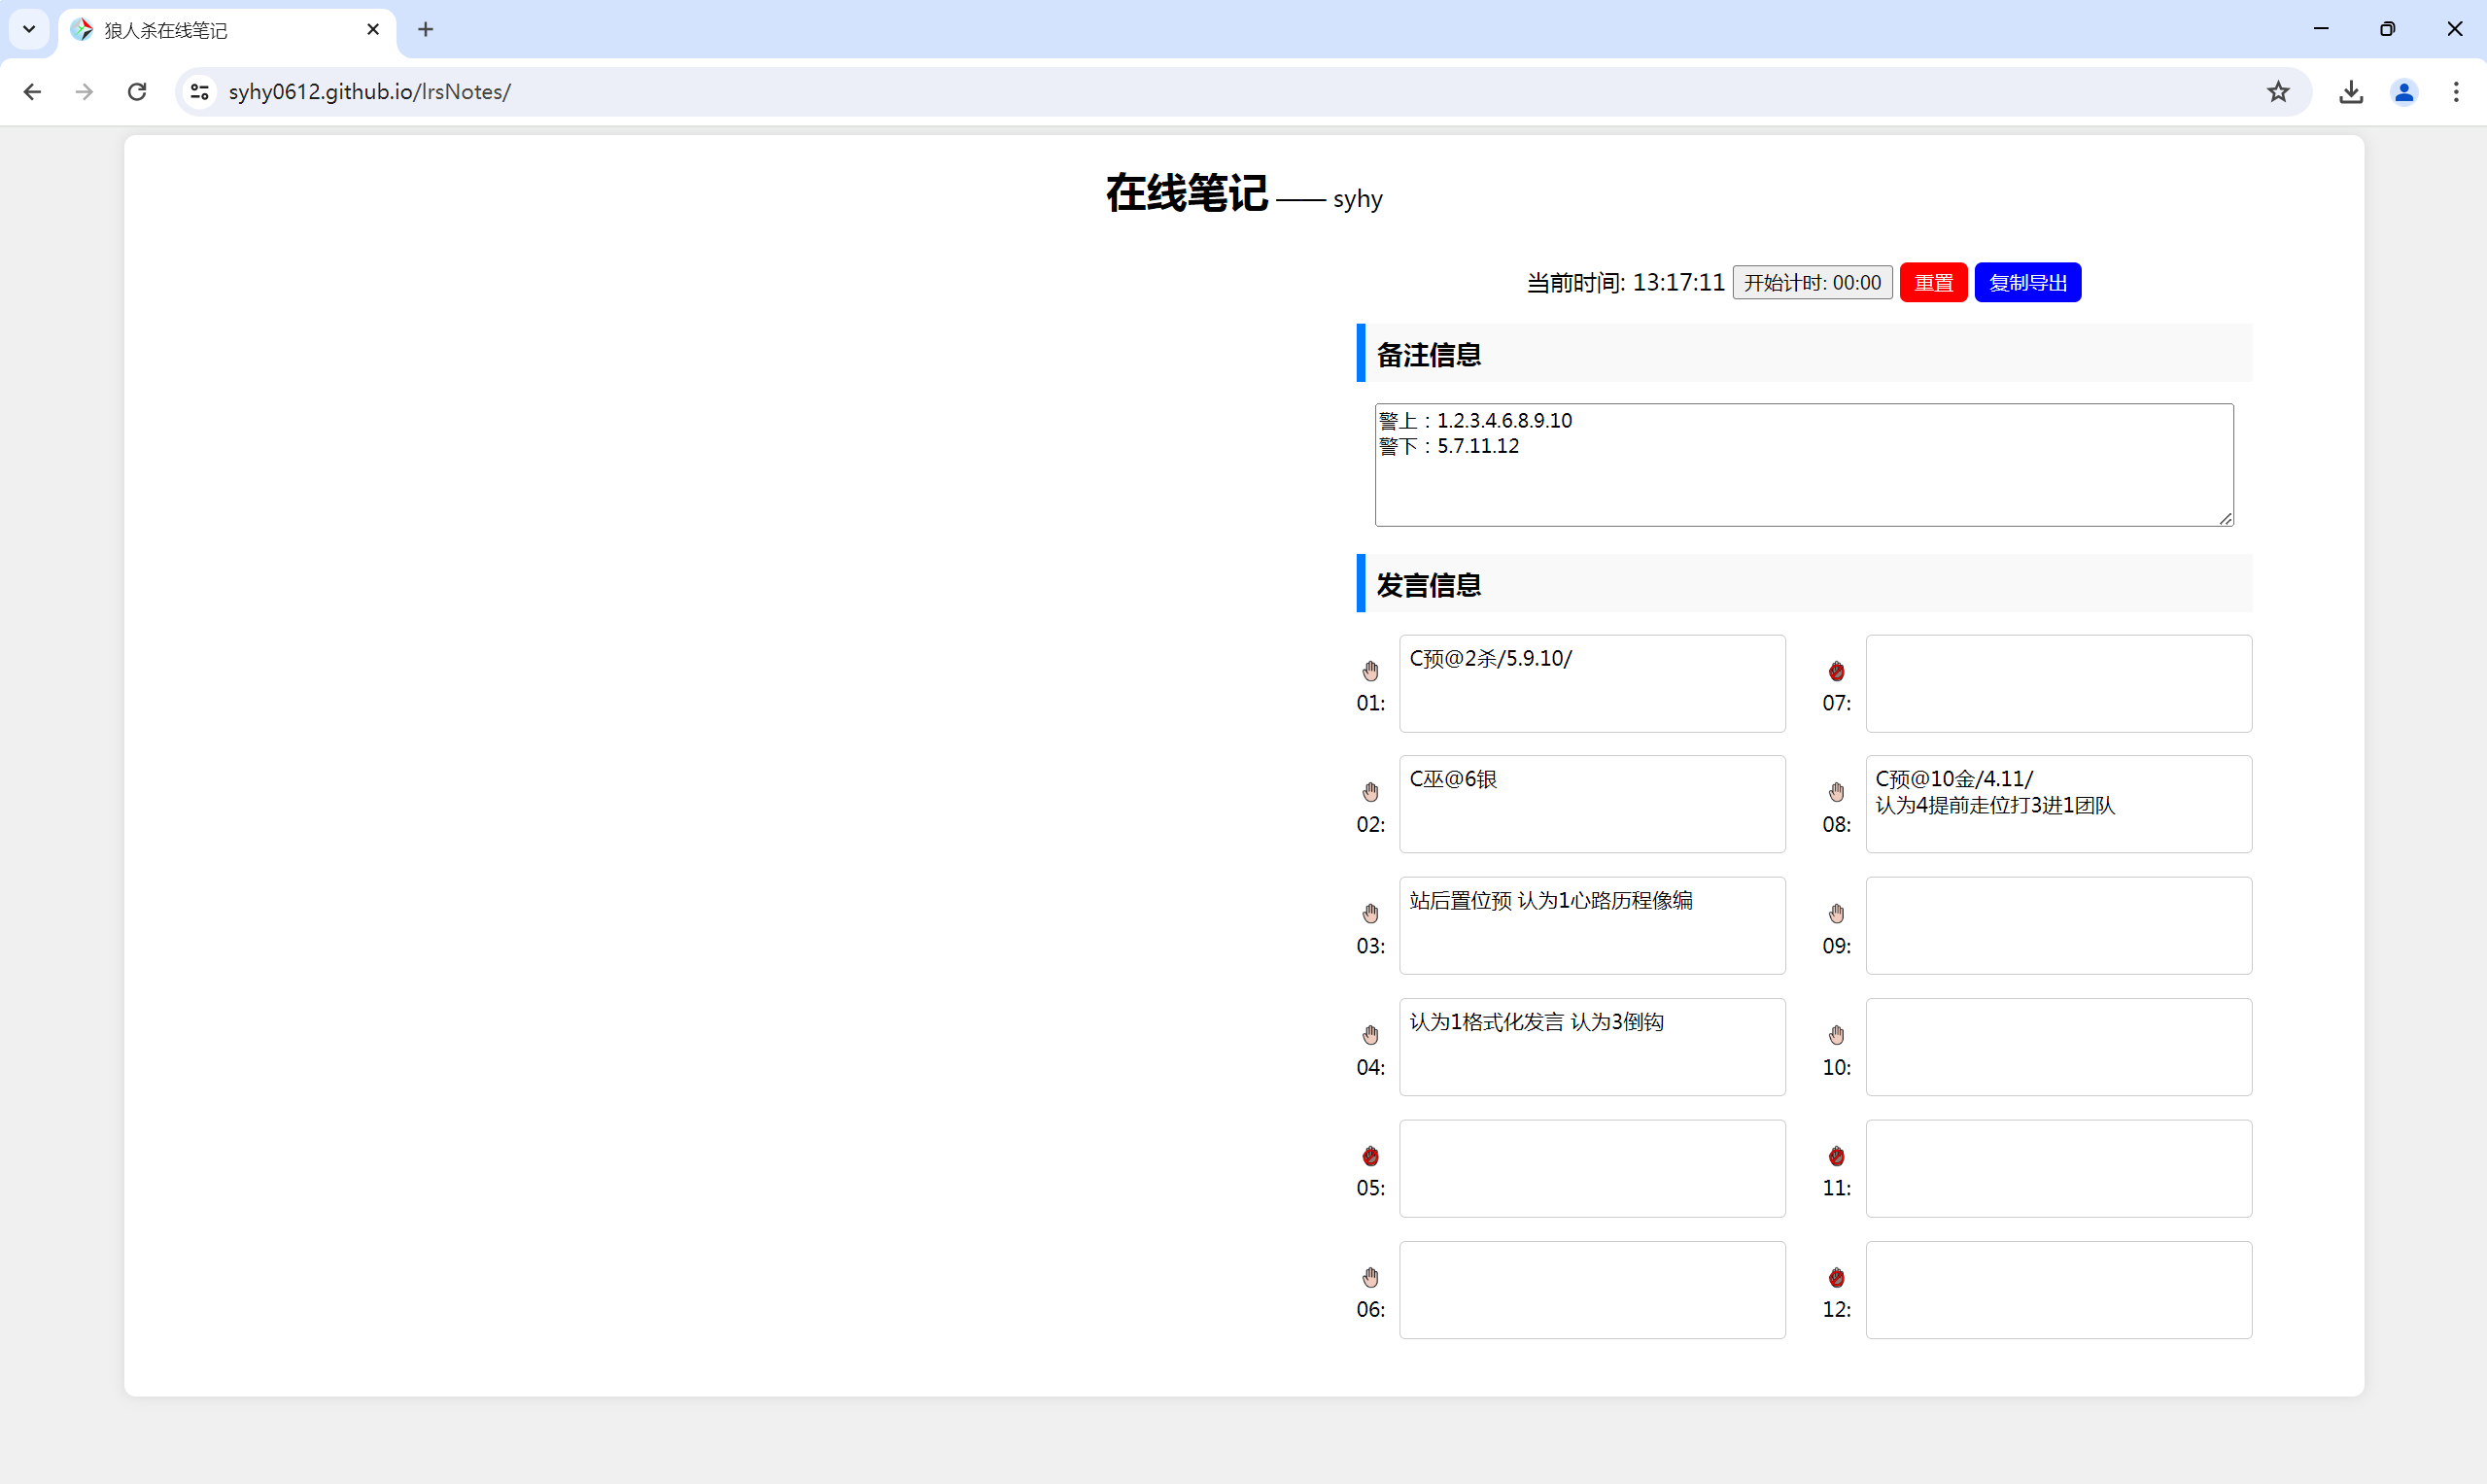 狼人杀在线笔记
syhy0612.github.io/lrsNotes/
在线笔记 —— syhy
当前时间: 13:17:11 开始计时: 00:00 重置 复制导出
备注信息
警上：1.2.3.4.6.8.9.10
警下：5.7.11.12
发言信息
01: C预@2杀/5.9.10/
02: C巫@6银
03: 站后置位预 认为1心路历程像编
04: 认为1格式化发言 认为3倒钩
05:
06:
07:
08: C预@10金/4.11/
认为4提前走位打3进1团队
09:
10:
11:
12: